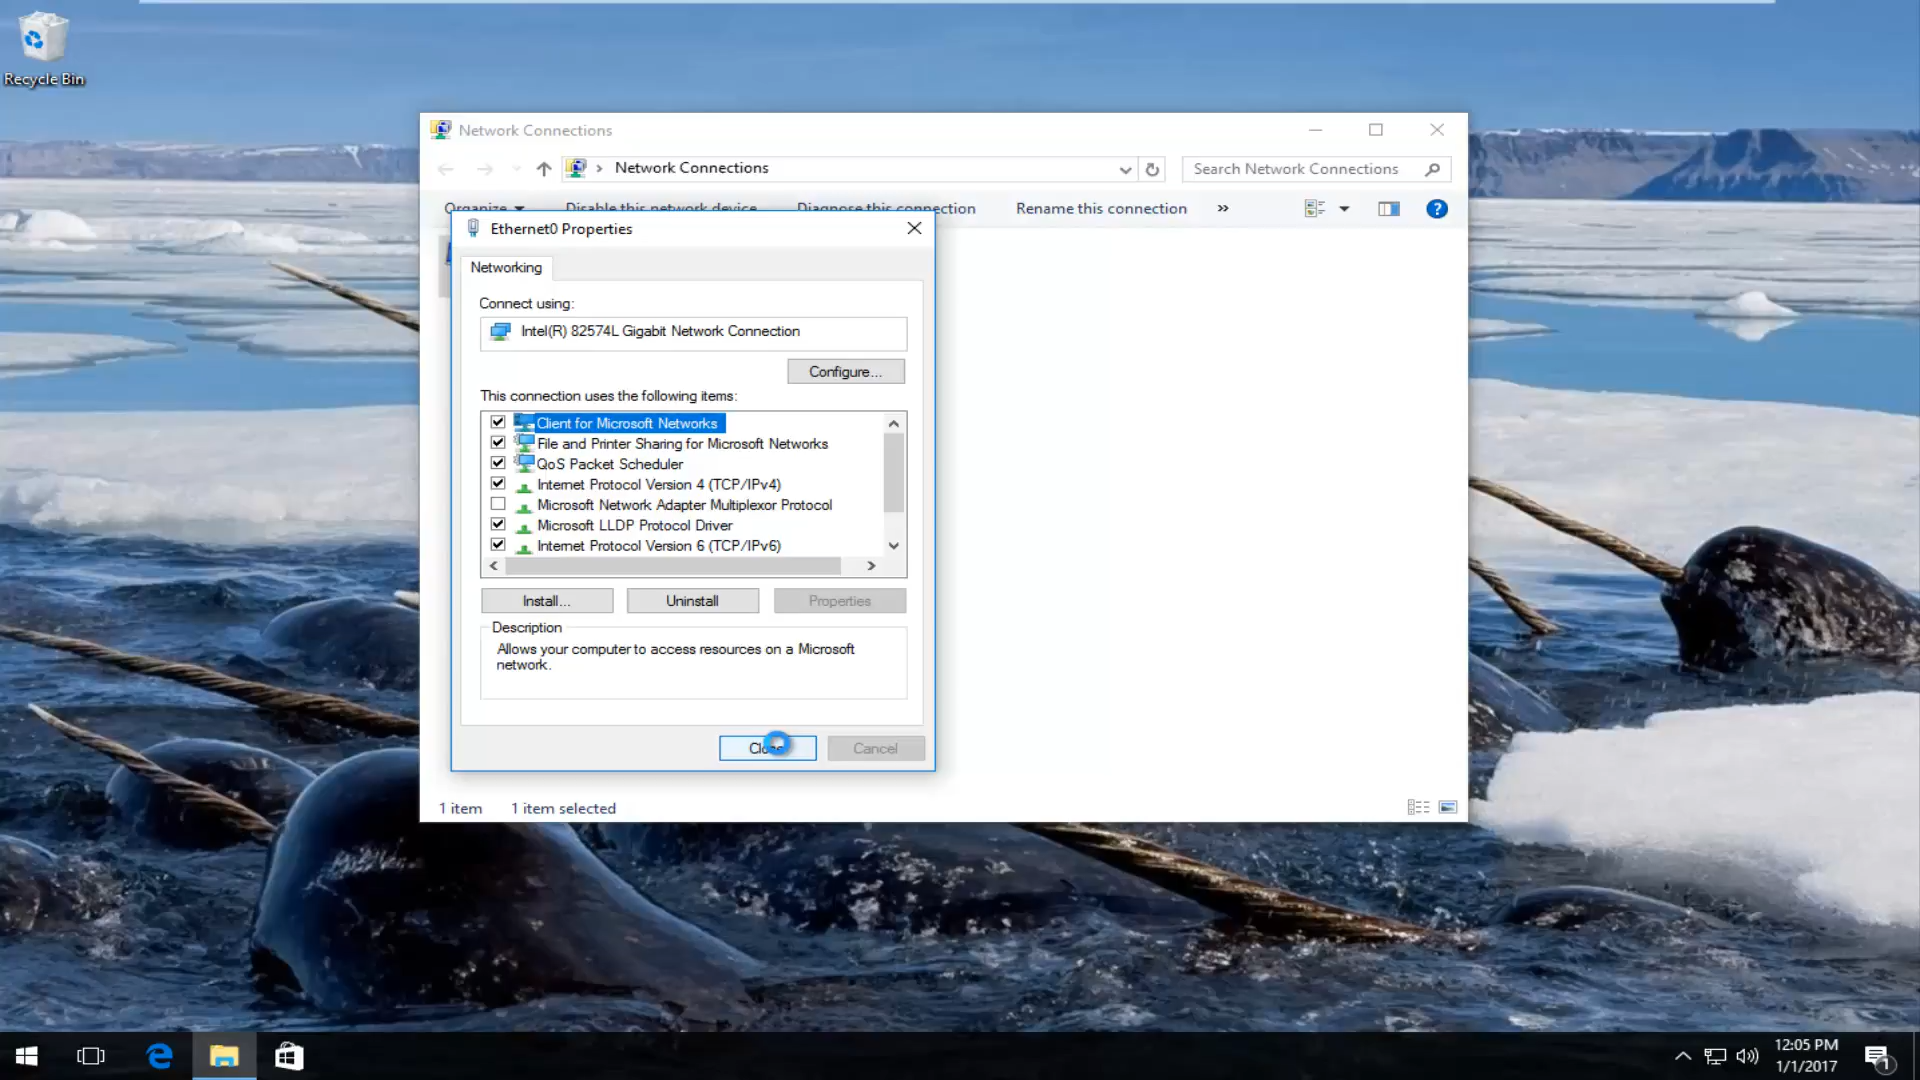 Recycle Bin
Network Connections
Network Connections
Search Network Connections
Organize
Disable this network device
Diagnose this connection
Rename this connection
»
?
Ethernet0 Properties
Networking
Connect using:
Intel(R) 82574L Gigabit Network Connection
Configure...
This connection uses the following items:
Client for Microsoft Networks
File and Printer Sharing for Microsoft Networks
QoS Packet Scheduler
Internet Protocol Version 4 (TCP/IPv4)
Microsoft Network Adapter Multiplexor Protocol
Microsoft LLDP Protocol Driver
Internet Protocol Version 6 (TCP/IPv6)
Install...
Uninstall
Properties
Description
Allows your computer to access resources on a Microsoft
network.
Close
Cancel
1 item
1 item selected
12:05 PM
1/1/2017
1